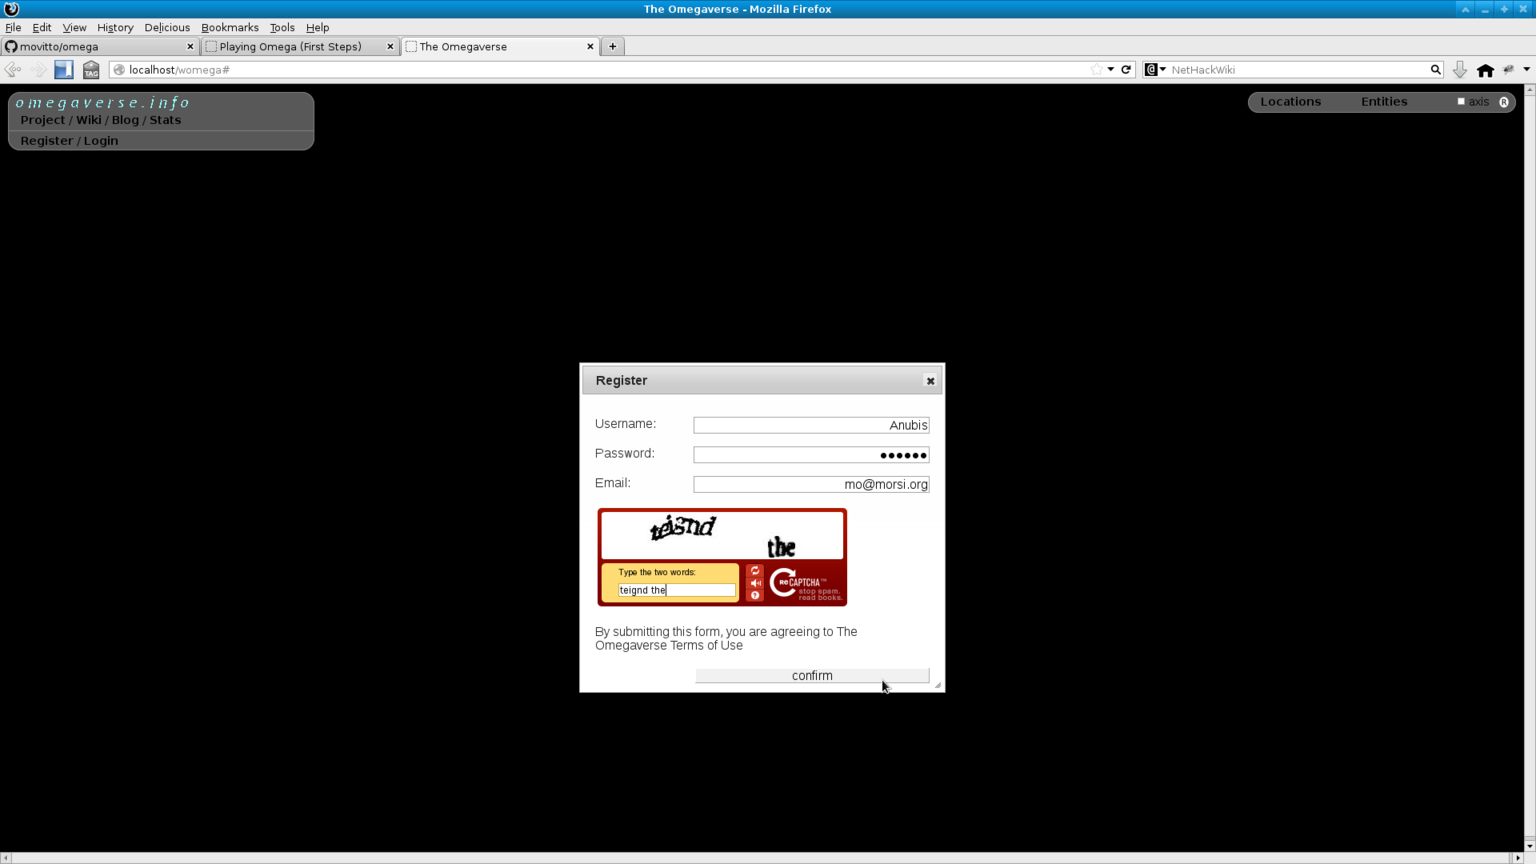 The Omegaverse - Mozilla Firefox
File Edit View History Delicious Bookmarks Tools Help
movitto/omega Playing Omega (First Steps) The Omegaverse
TAG localhost/womega# NetHackWiki
omegaverse.info
Project / Wiki / Blog / Stats
Register / Login
Locations Entities axis R
Register
Username: Anubis
Password: ••••••
Email: mo@morsi.org
teignd the
Type the two words:
teignd the
reCAPTCHA™
stop spam.
read books.
By submitting this form, you are agreeing to The
Omegaverse Terms of Use
confirm